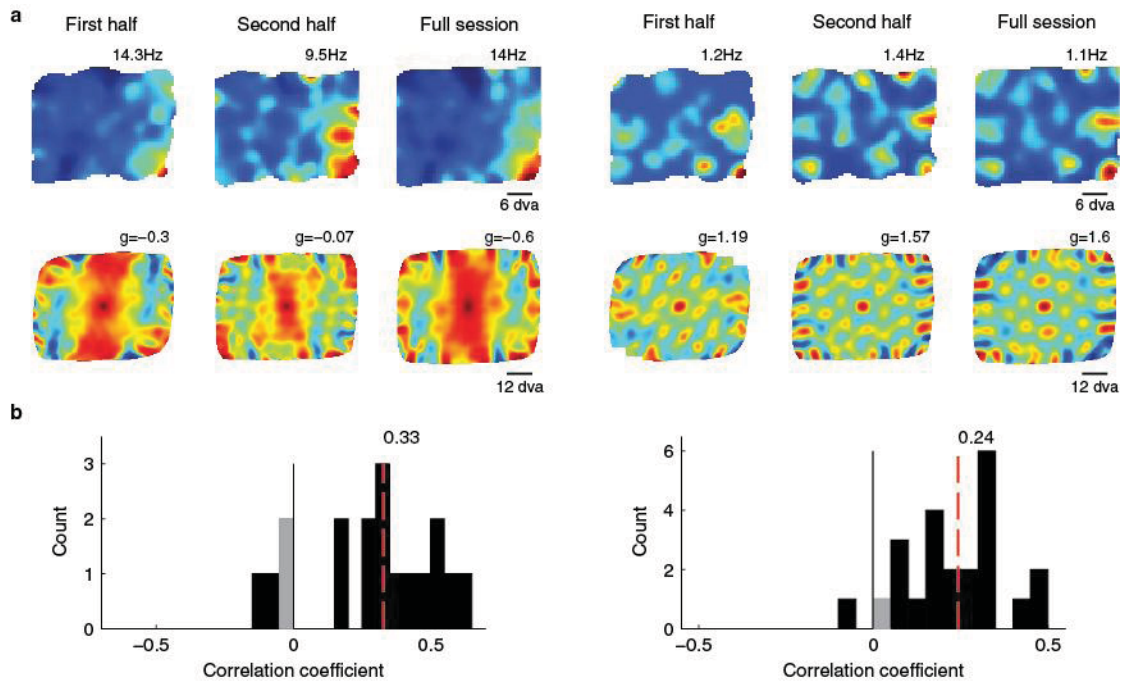 a
First half Second half Full session First half Second half Full session
14.3Hz 9.5Hz 14Hz 1.2Hz 1.4Hz 1.1Hz
6 dva 6 dva
g=−0.3 g=−0.07 g=−0.6 g=1.19 g=1.57 g=1.6
12 dva 12 dva
b
0.33
3
2
1
0
Count
−0.5 0 0.5
Correlation coefficient
0.24
6
4
2
0
Count
−0.5 0 0.5
Correlation coefficient